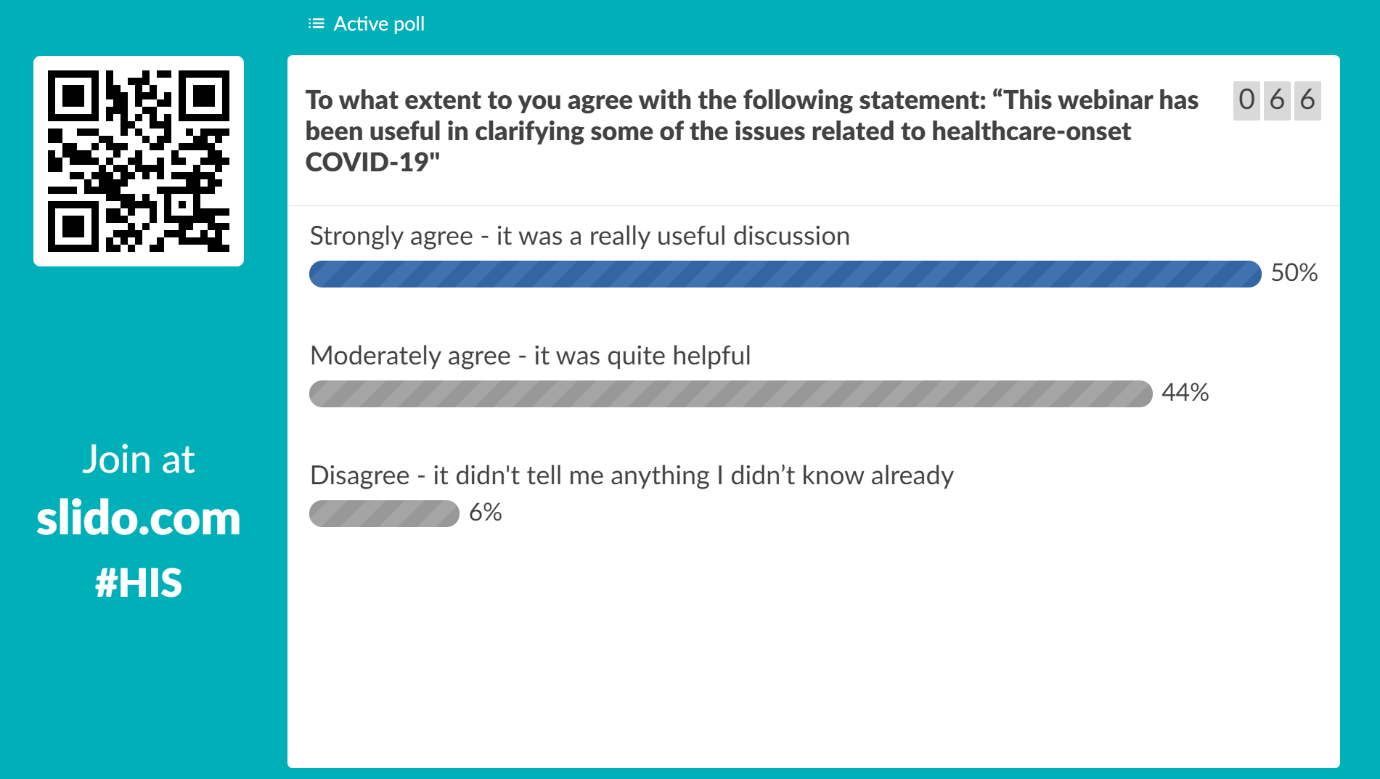 Active poll
To what extent to you agree with the following statement: “This webinar has
been useful in clarifying some of the issues related to healthcare-onset
COVID-19"
0 6 6
Strongly agree - it was a really useful discussion
50%
Moderately agree - it was quite helpful
44%
Disagree - it didn't tell me anything I didn’t know already
6%
Join at
slido.com
#HIS